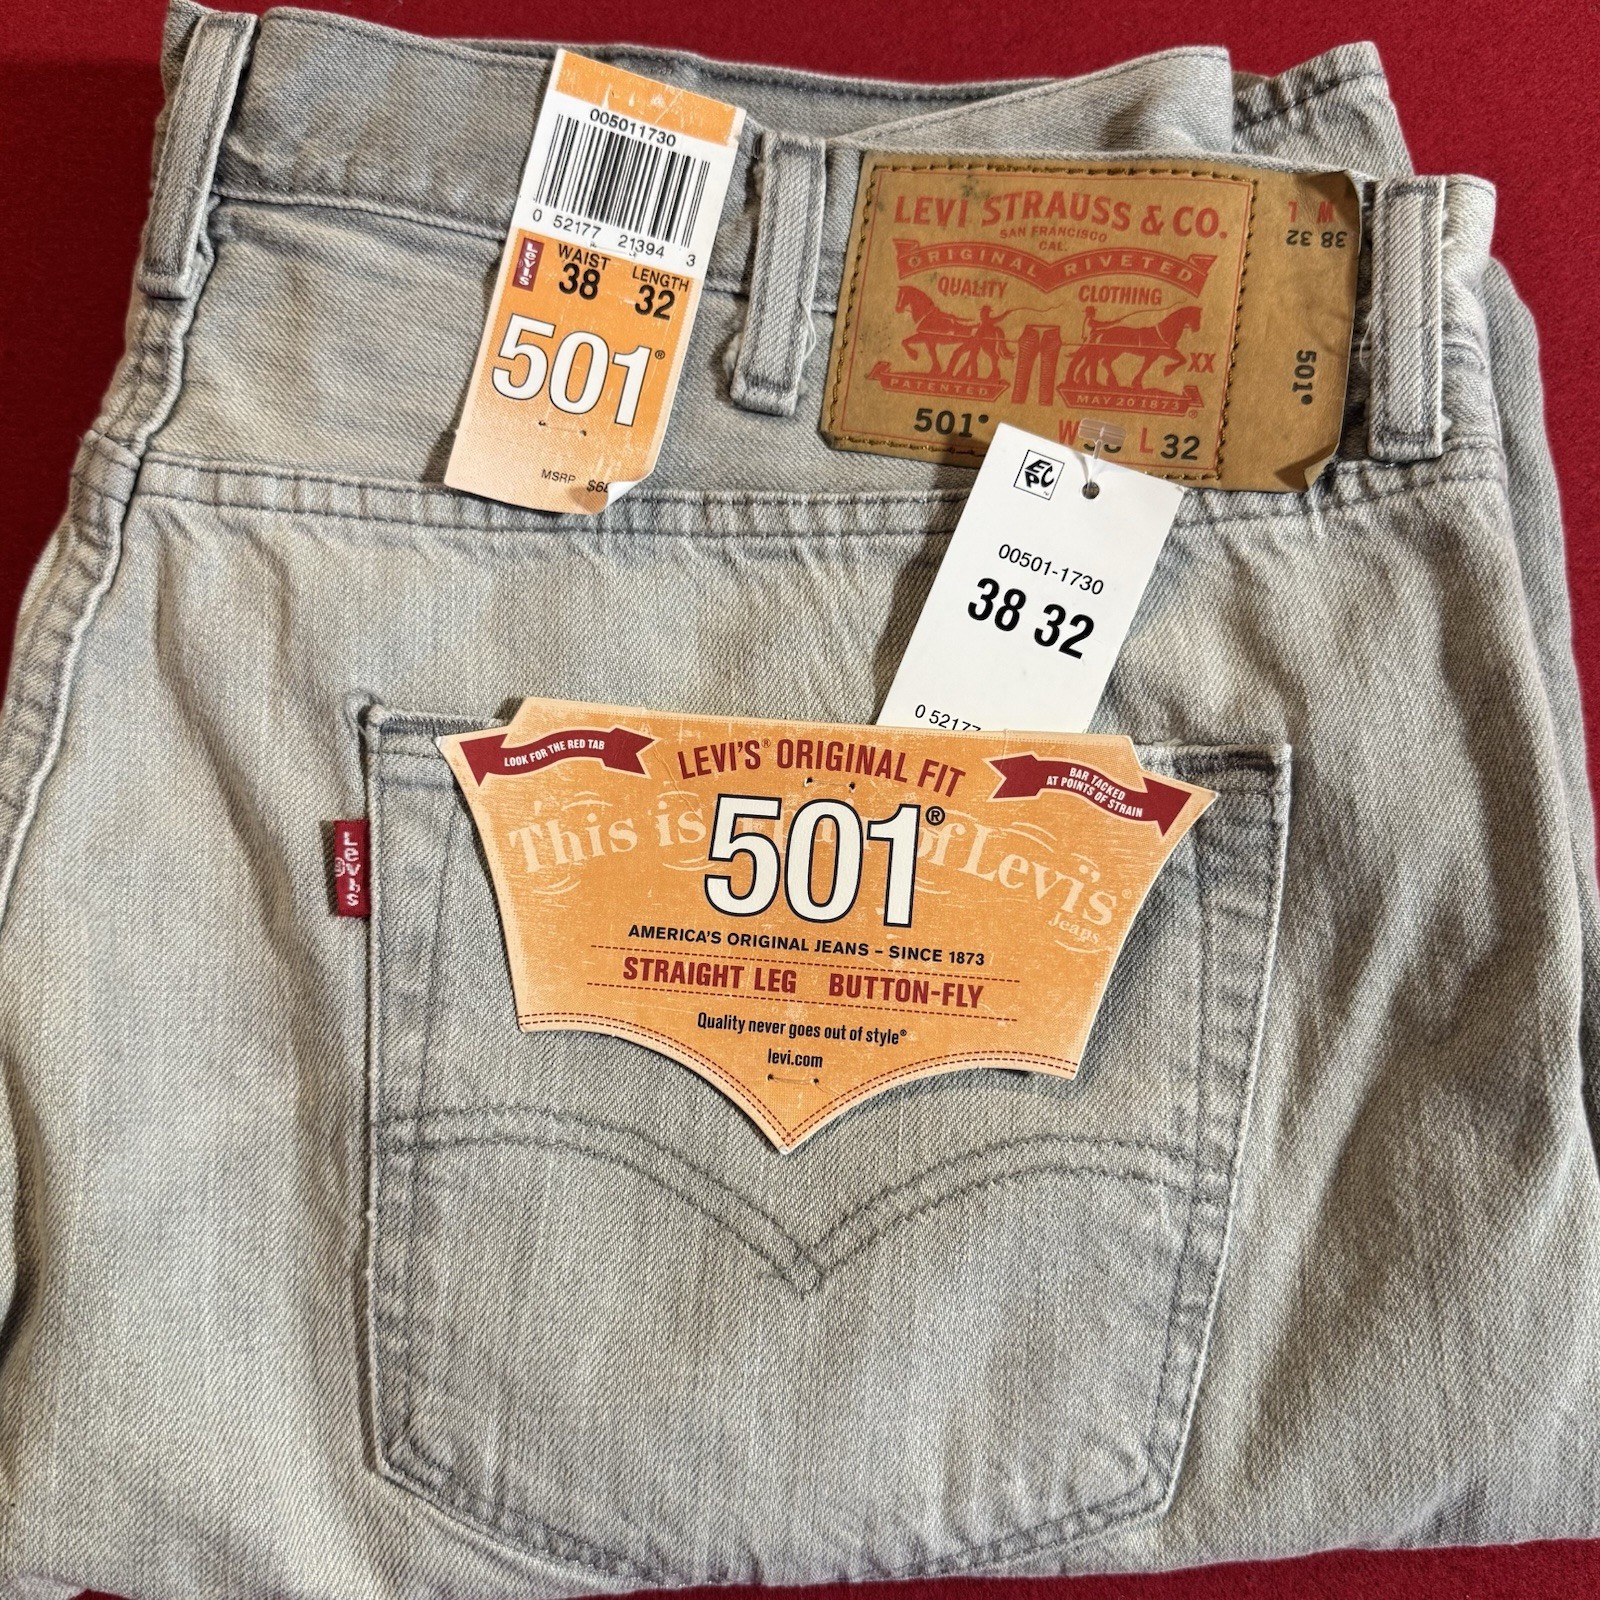 005011730
0 52177 21394 3
Levi's
WAIST LENGTH
38 32
501®
MSRP
LEVI STRAUSS & CO.
SAN FRANCISCO
CAL.
ORIGINAL RIVETED
QUALITY CLOTHING
XX
PATENTED MAY 20 1873
®
501®
W L 32
W L
38 32
501®
ECPC
00501-1730
38 32
0 52177
LOOK FOR THE RED TAB
LEVI'S® ORIGINAL FIT
BAR TACKED
AT POINTS OF STRAIN
This is of Levi's®
Jeans
501®
AMERICA'S ORIGINAL JEANS – SINCE 1873
STRAIGHT LEG BUTTON-FLY
Quality never goes out of style®
levi.com
Levi's